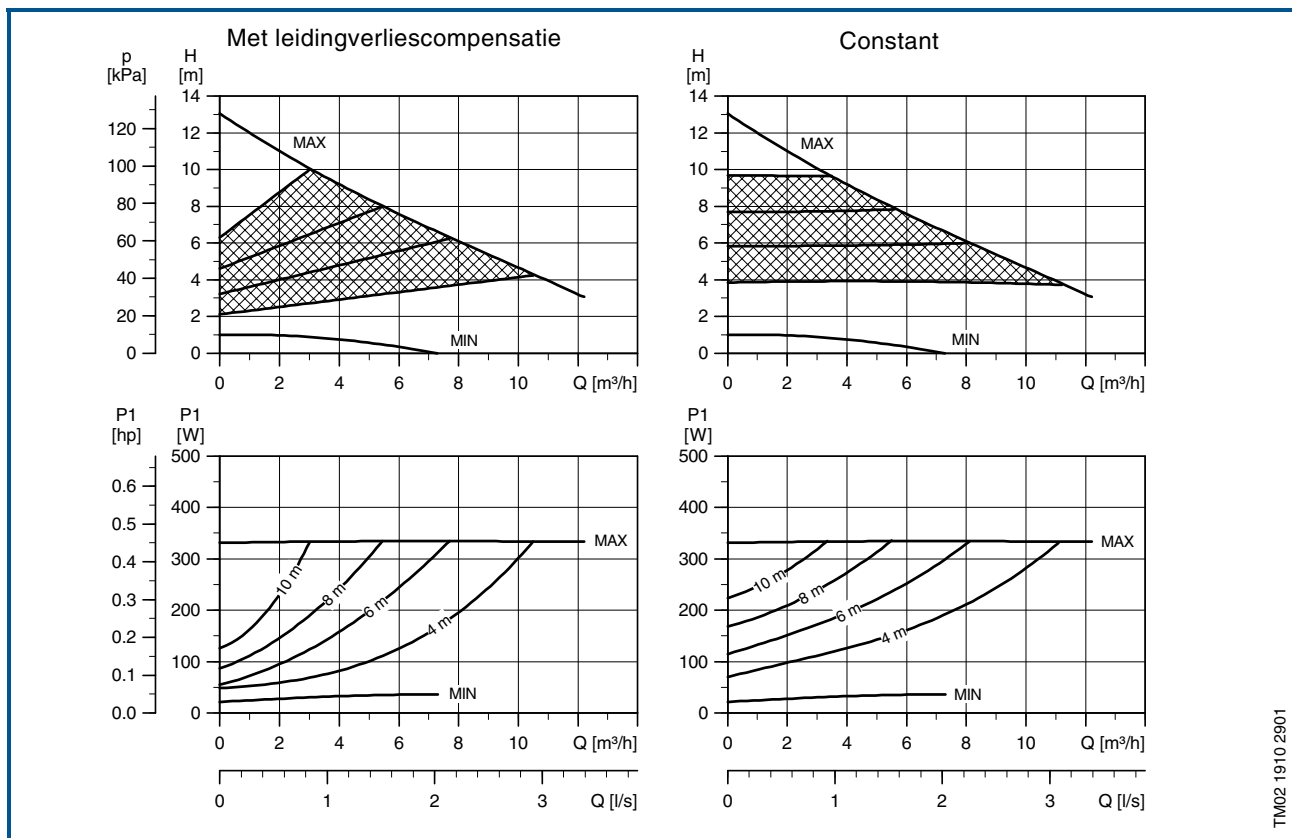 Met leidingverliescompensatie
p
[kPa]
H
[m]
14
12
10
8
6
4
2
0
120
100
80
60
40
20
0
MAX
MIN
0 2 4 6 8 10 Q [m³/h]
Constant
H
[m]
14
12
10
8
6
4
2
0
MAX
MIN
0 2 4 6 8 10 Q [m³/h]
P1
[hp]
P1
[W]
0.6
0.5
0.4
0.3
0.2
0.1
0.0
500
400
300
200
100
0
MAX
10 m
8 m
6 m
4 m
MIN
0 2 4 6 8 10 Q [m³/h]
0 1 2 3 Q [l/s]
P1
[W]
500
400
300
200
100
0
MAX
10 m
8 m
6 m
4 m
MIN
0 2 4 6 8 10 Q [m³/h]
0 1 2 3 Q [l/s]
TM02 1910 2901